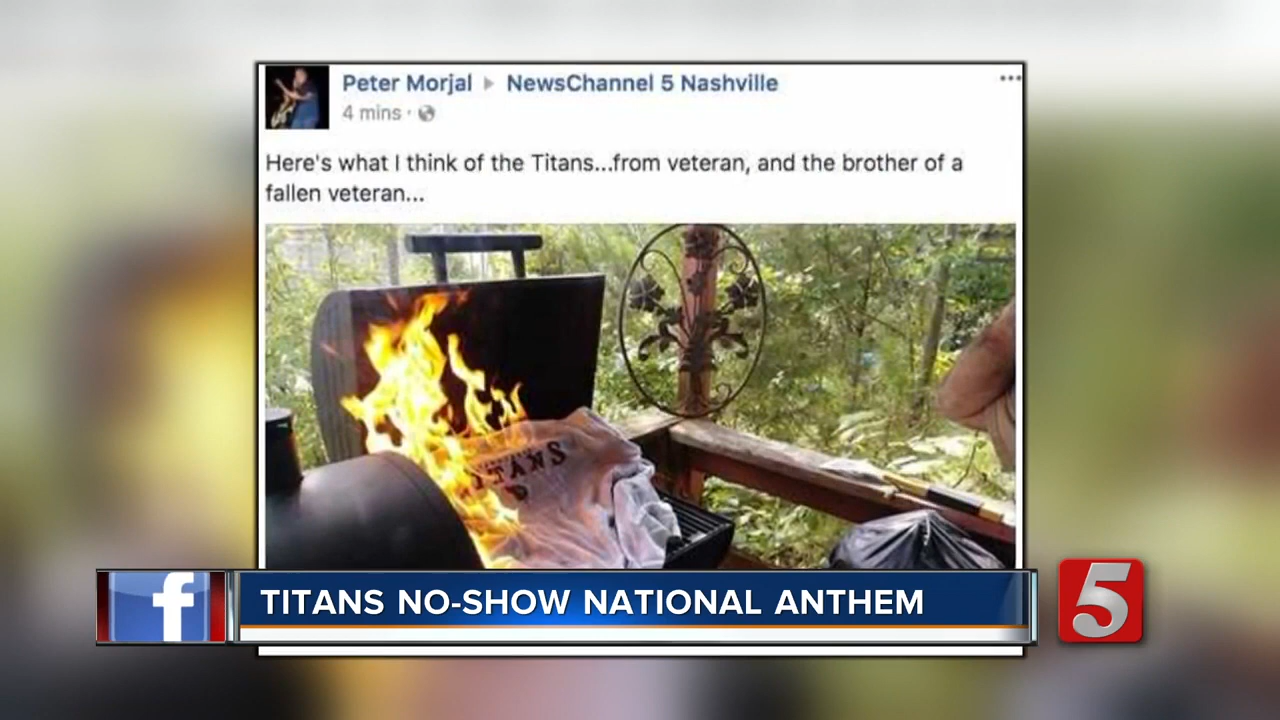 Peter Morjal ▶ NewsChannel 5 Nashville
4 mins ·
Here's what I think of the Titans...from veteran, and the brother of a
fallen veteran...
TITANS
f TITANS NO-SHOW NATIONAL ANTHEM 5